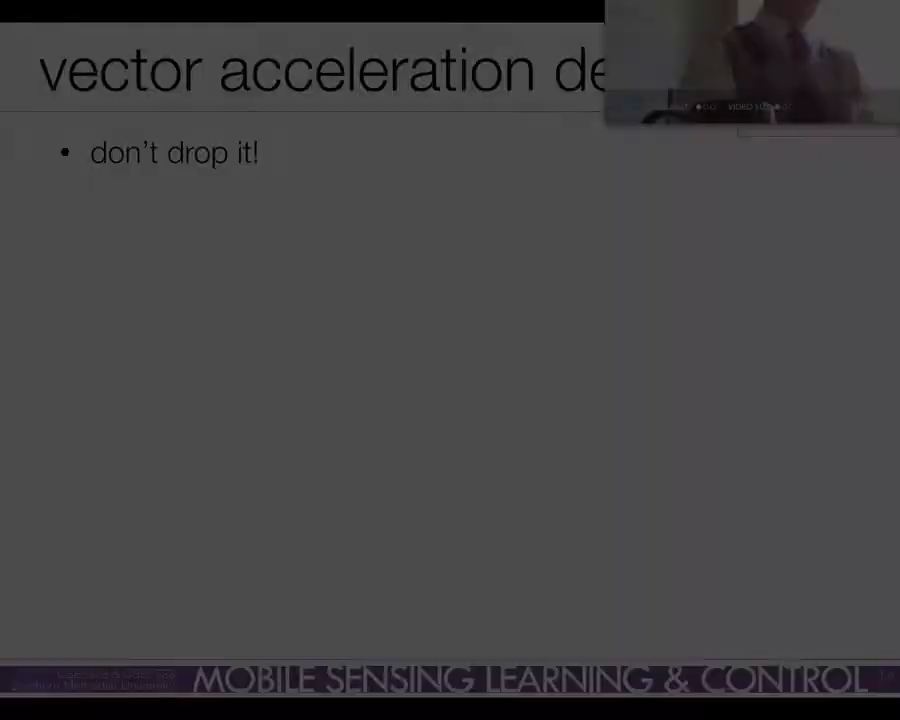 vector acceleration de
• don't drop it!
MOBILE SENSING LEARNING & CONTROL